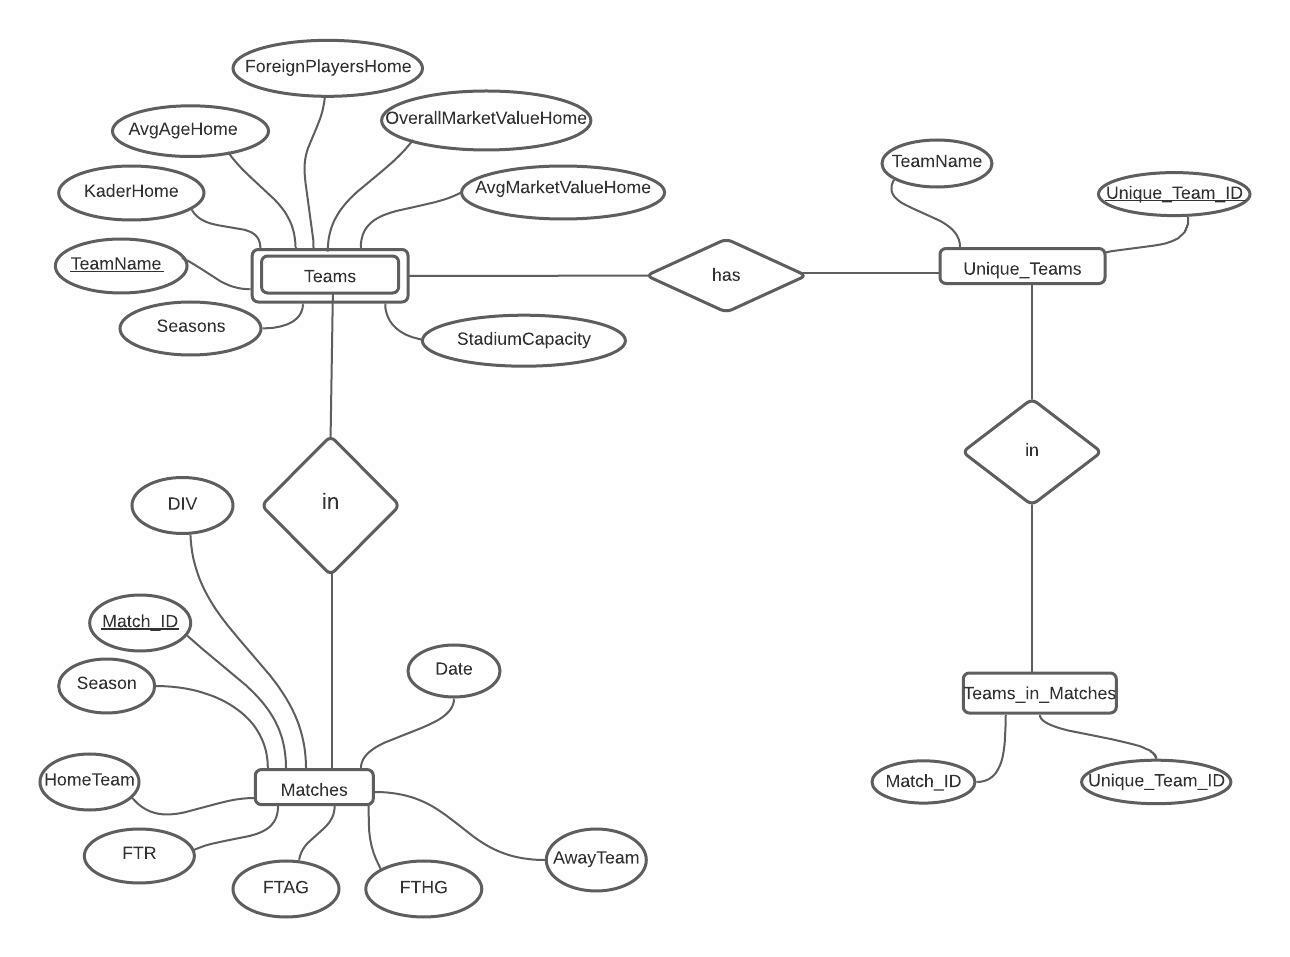 ForeignPlayersHome
OverallMarketValueHome
AvgAgeHome
TeamName
AvgMarketValueHome
KaderHome
Unique_Team_ID
TeamName
Teams
has
Unique_Teams
Seasons
StadiumCapacity
in
DIV
in
Match_ID
Date
Season
Teams_in_Matches
HomeTeam
Matches
Match_ID
Unique_Team_ID
FTR
AwayTeam
FTAG
FTHG